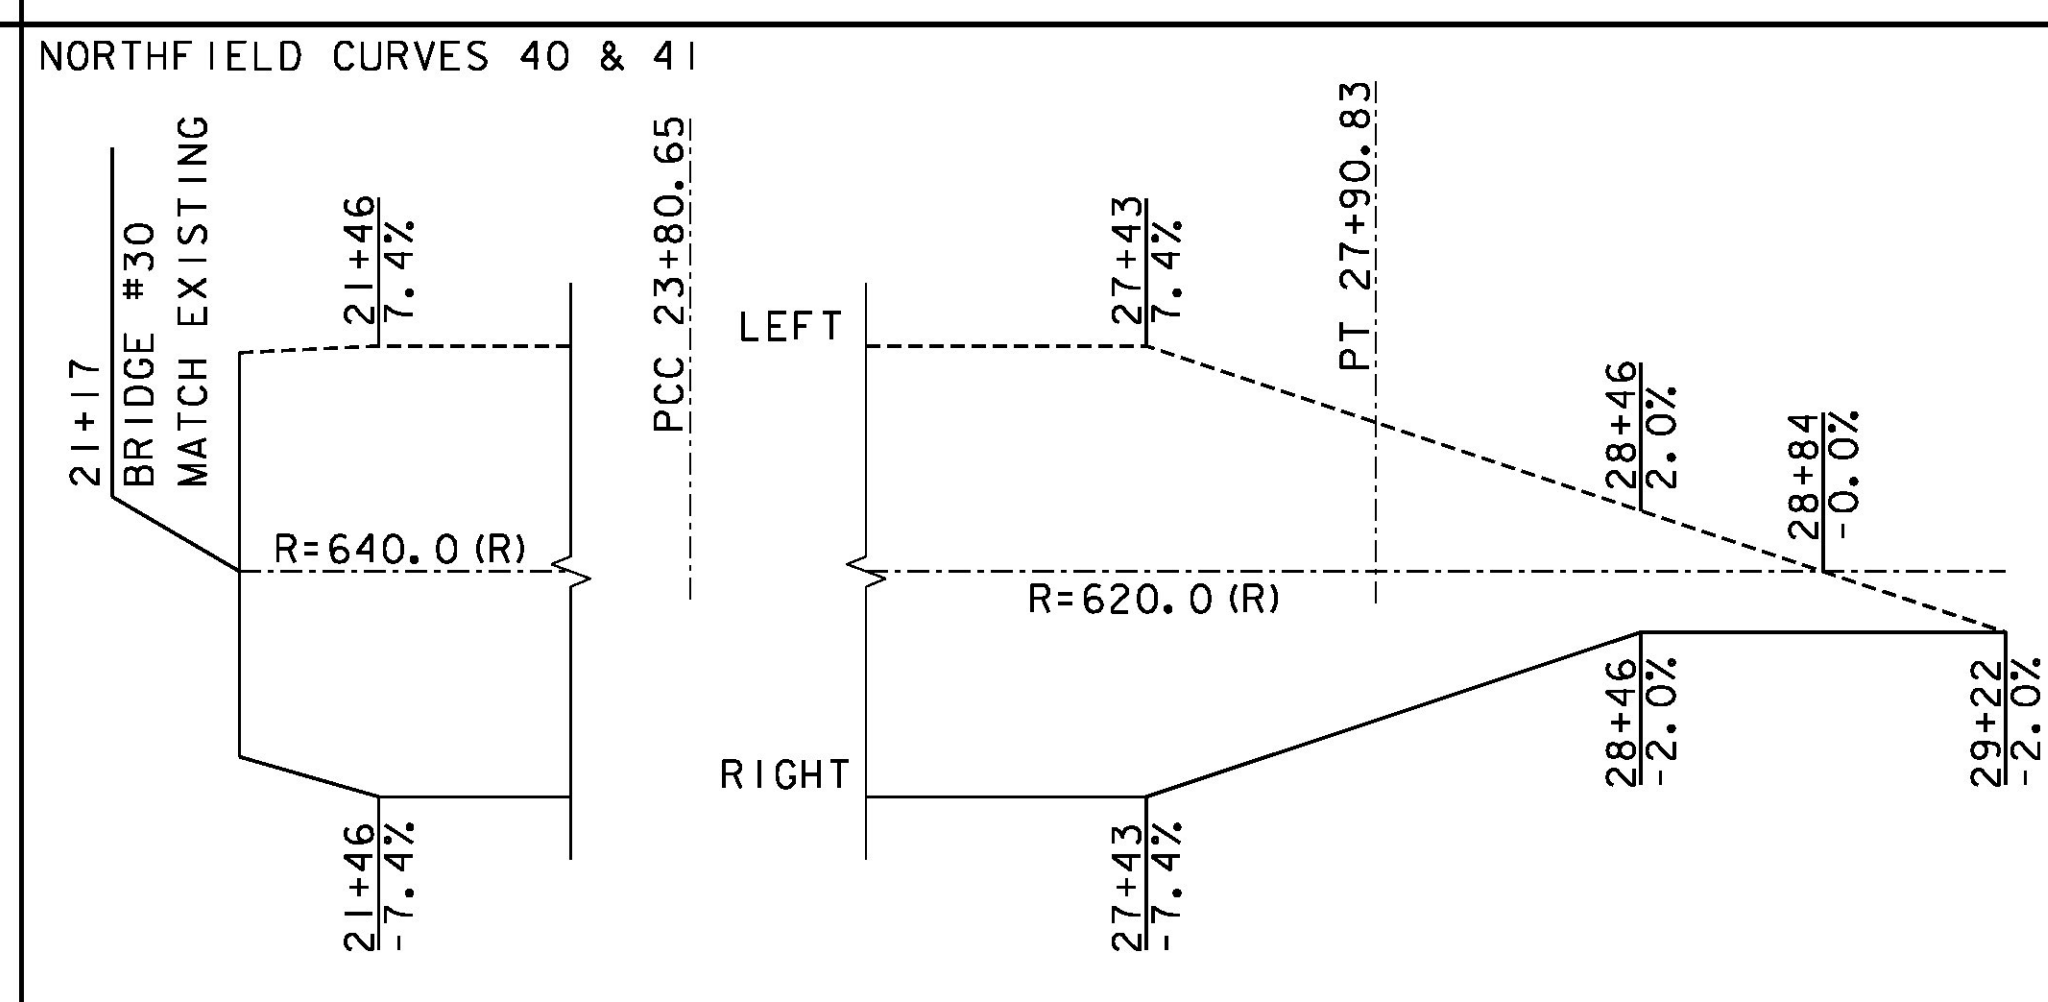 NORTHFIELD CURVES 40 & 41
21+17
BRIDGE #30
MATCH EXISTING
21+46
7.4%
PCC 23+80.65
LEFT
27+43
7.4%
PT 27+90.83
28+46
2.0%
28+84
-0.0%
R=640.0 (R)
R=620.0 (R)
RIGHT
21+46
-7.4%
27+43
-7.4%
28+46
-2.0%
29+22
-2.0%